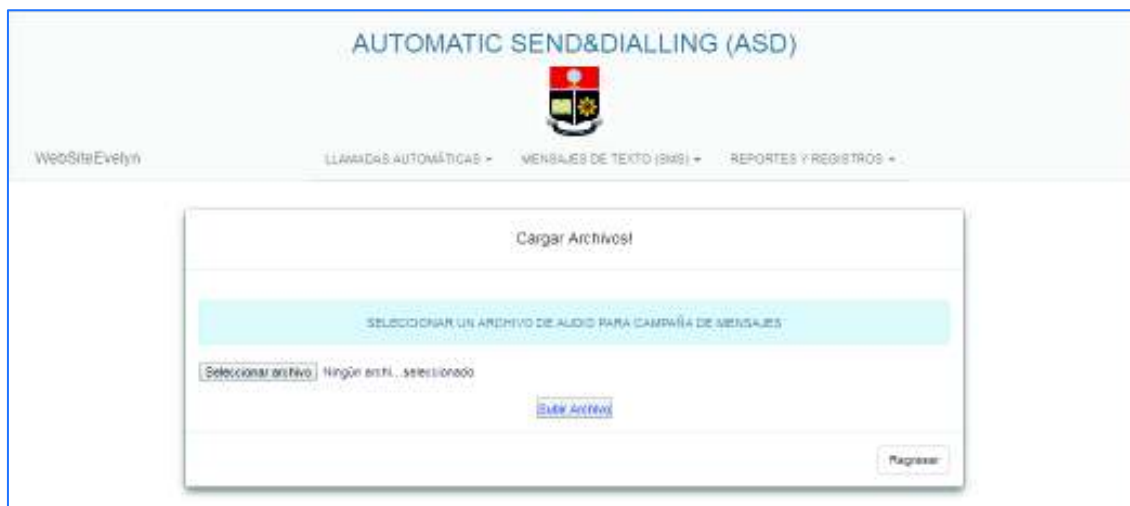 AUTOMATIC SEND&DIALLING (ASD)
WebSiteEvelyn LLAMADAS AUTOMÁTICAS MENSAJES DE TEXTO (SMS) REPORTES Y REGISTROS
Cargar Archivos!
SELECCIONAR UN ARCHIVO DE AUDIO PARA CAMPAÑA DE MENSAJES
Seleccionar archivo Ningún archi...seleccionado
Subir Archivo
Regresar